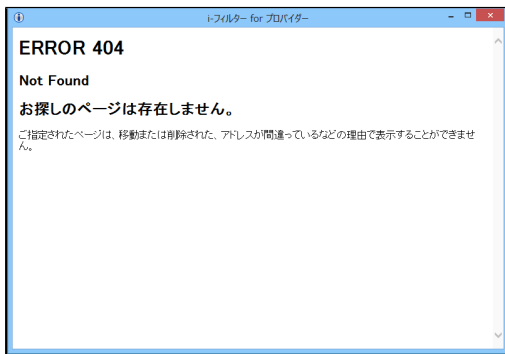 i-フィルター for プロバイダー
ERROR 404
Not Found
お探しのページは存在しません。
ご指定されたページは、移動または削除された、アドレスが間違っているなどの理由で表示することができませ
ん。